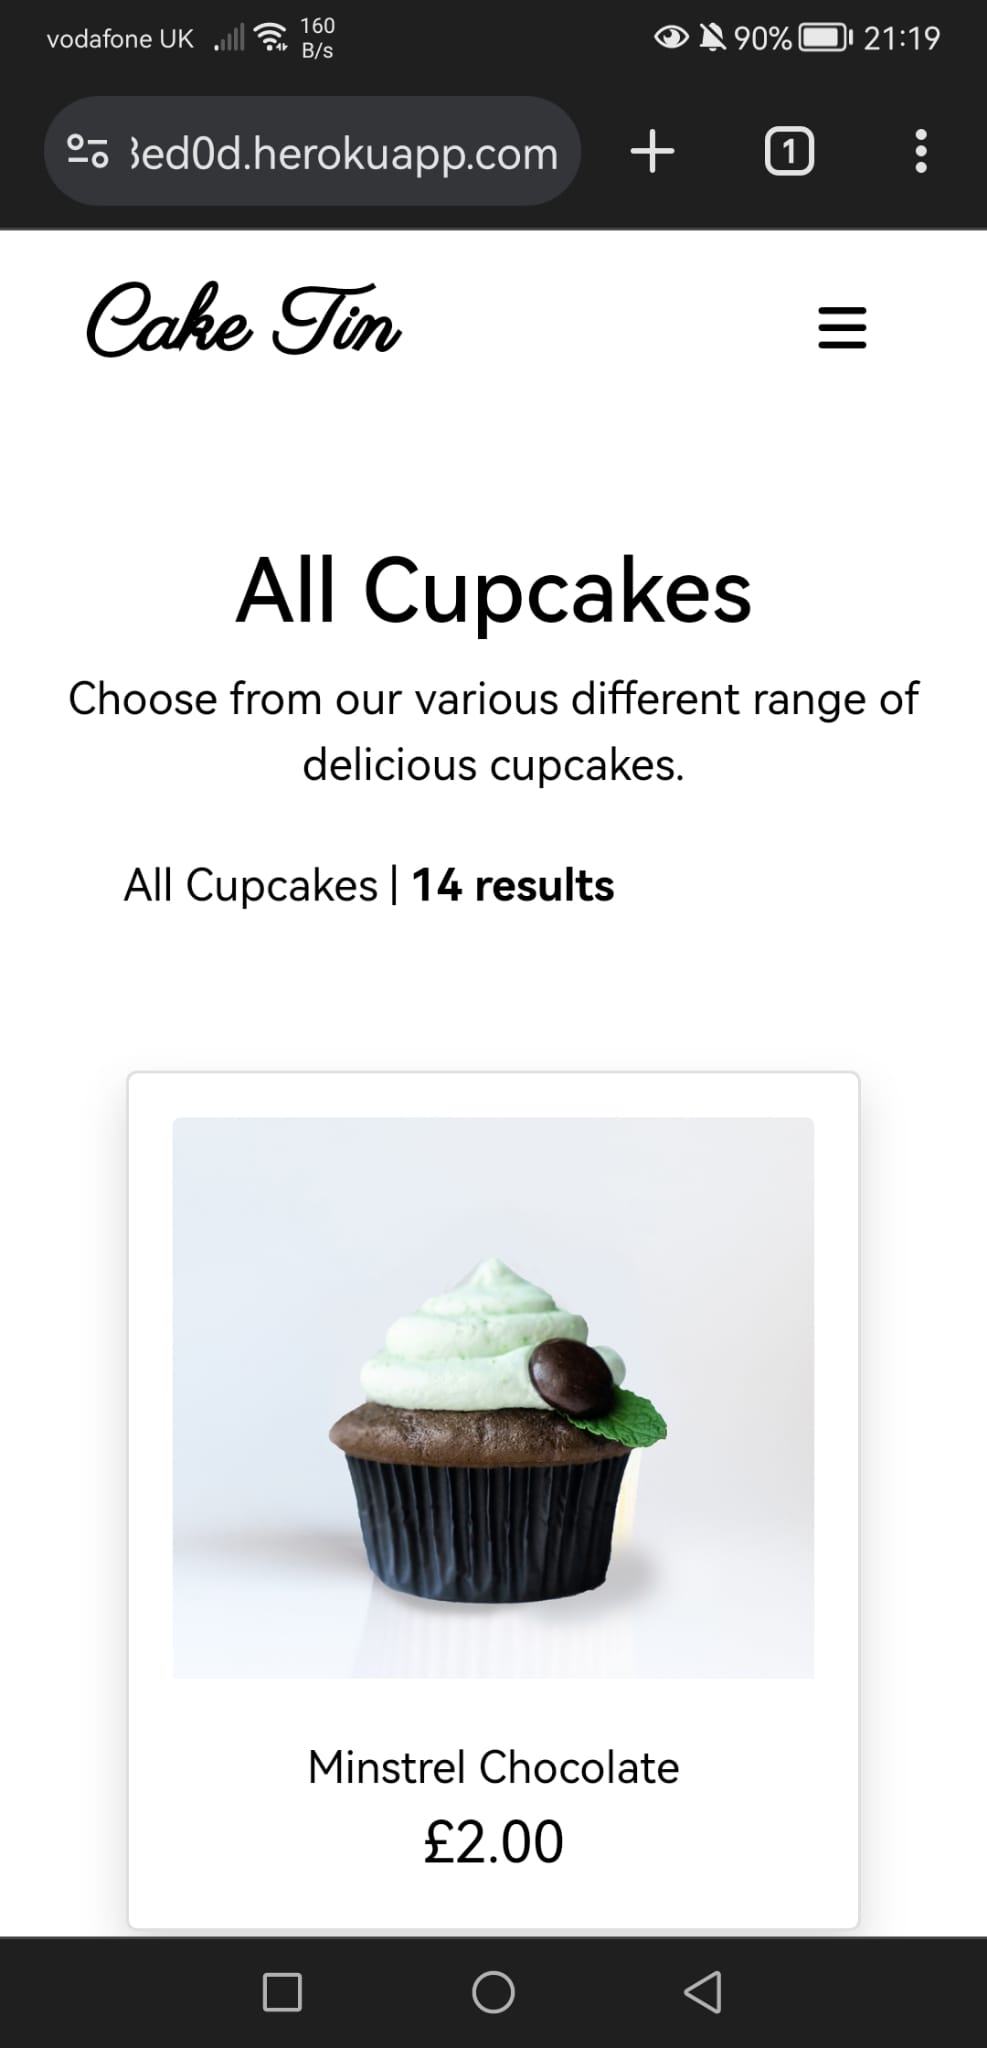 vodafone UK 160 B/s 90% 21:19
ed0d.herokuapp.com 1
Cake Tin
All Cupcakes
Choose from our various different range of
delicious cupcakes.
All Cupcakes | 14 results
Minstrel Chocolate
£2.00